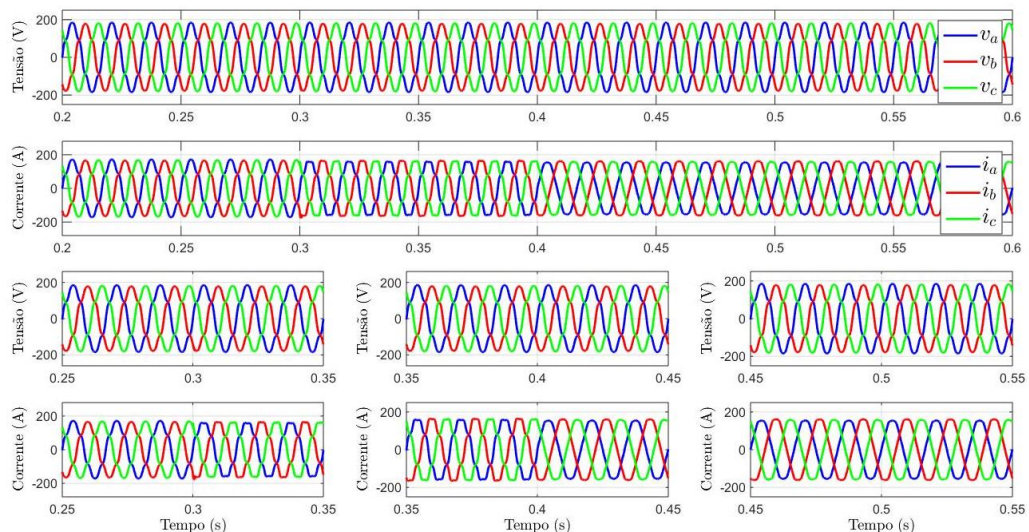 Tensão (V)
200
0
-200
0.2 0.25 0.3 0.35 0.4 0.45 0.5 0.55 0.6
v_a
v_b
v_c
Corrente (A)
200
0
-200
0.2 0.25 0.3 0.35 0.4 0.45 0.5 0.55 0.6
i_a
i_b
i_c
Tensão (V)
200
0
-200
0.25 0.3 0.35
Tensão (V)
200
0
-200
0.35 0.4 0.45
Tensão (V)
200
0
-200
0.45 0.5 0.55
Corrente (A)
200
0
-200
0.25 0.3 0.35
Tempo (s)
Corrente (A)
200
0
-200
0.35 0.4 0.45
Tempo (s)
Corrente (A)
200
0
-200
0.45 0.5 0.55
Tempo (s)